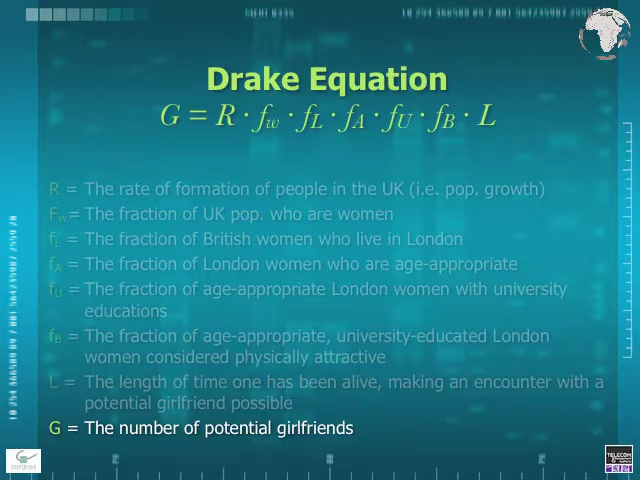 Drake Equation
G = R · fw · fL · fA · fU · fB · L
R = The rate of formation of people in the UK (i.e. pop. growth)
Fw= The fraction of UK pop. who are women
fL = The fraction of British women who live in London
fA = The fraction of London women who are age-appropriate
fU = The fraction of age-appropriate London women with university
educations
fB = The fraction of age-appropriate, university-educated London
women considered physically attractive
L = The length of time one has been alive, making an encounter with a
potential girlfriend possible
G = The number of potential girlfriends
TELECOM